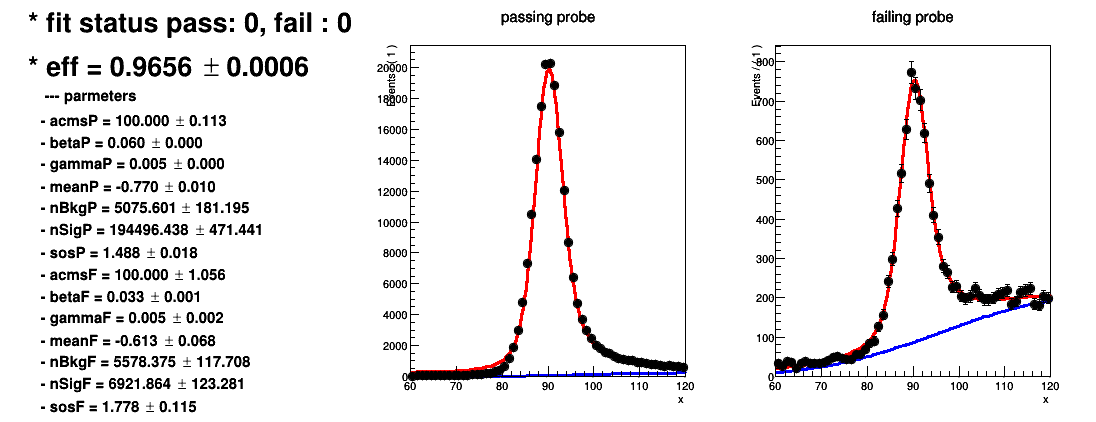 * fit status pass: 0, fail : 0
* eff = 0.9656 ± 0.0006
--- parmeters
- acmsP = 100.000 ± 0.113
- betaP = 0.060 ± 0.000
- gammaP = 0.005 ± 0.000
- meanP = -0.770 ± 0.010
- nBkgP = 5075.601 ± 181.195
- nSigP = 194496.438 ± 471.441
- sosP = 1.488 ± 0.018
- acmsF = 100.000 ± 1.056
- betaF = 0.033 ± 0.001
- gammaF = 0.005 ± 0.002
- meanF = -0.613 ± 0.068
- nBkgF = 5578.375 ± 117.708
- nSigF = 6921.864 ± 123.281
- sosF = 1.778 ± 0.115
passing probe
Events / ( 1 )
20000
18000
16000
14000
12000
10000
8000
6000
4000
2000
0
60 70 80 90 100 110 120
x
failing probe
Events / ( 1 )
800
700
600
500
400
300
200
100
0
60 70 80 90 100 110 120
x